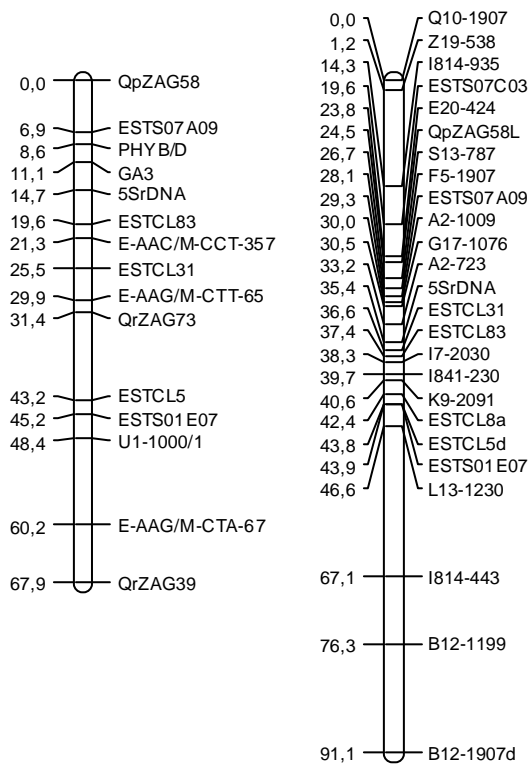 0,0 QpZAG58
6,9 ESTS07A09
8,6 PHYB/D
11,1 GA3
14,7 5SrDNA
19,6 ESTCL83
21,3 E-AAC/M-CCT-357
25,5 ESTCL31
29,9 E-AAG/M-CTT-65
31,4 QrZAG73
43,2 ESTCL5
45,2 ESTS01E07
48,4 U1-1000/1
60,2 E-AAG/M-CTA-67
67,9 QrZAG39
0,0 Q10-1907
1,2 Z19-538
14,3 I814-935
19,6 ESTS07C03
23,8 E20-424
24,5 QpZAG58L
26,7 S13-787
28,1 F5-1907
29,3 ESTS07A09
30,0 A2-1009
30,5 G17-1076
33,2 A2-723
35,4 5SrDNA
36,6 ESTCL31
37,4 ESTCL83
38,3 I7-2030
39,7 I841-230
40,6 K9-2091
42,4 ESTCL8a
43,8 ESTCL5d
43,9 ESTS01E07
46,6 L13-1230
67,1 I814-443
76,3 B12-1199
91,1 B12-1907d